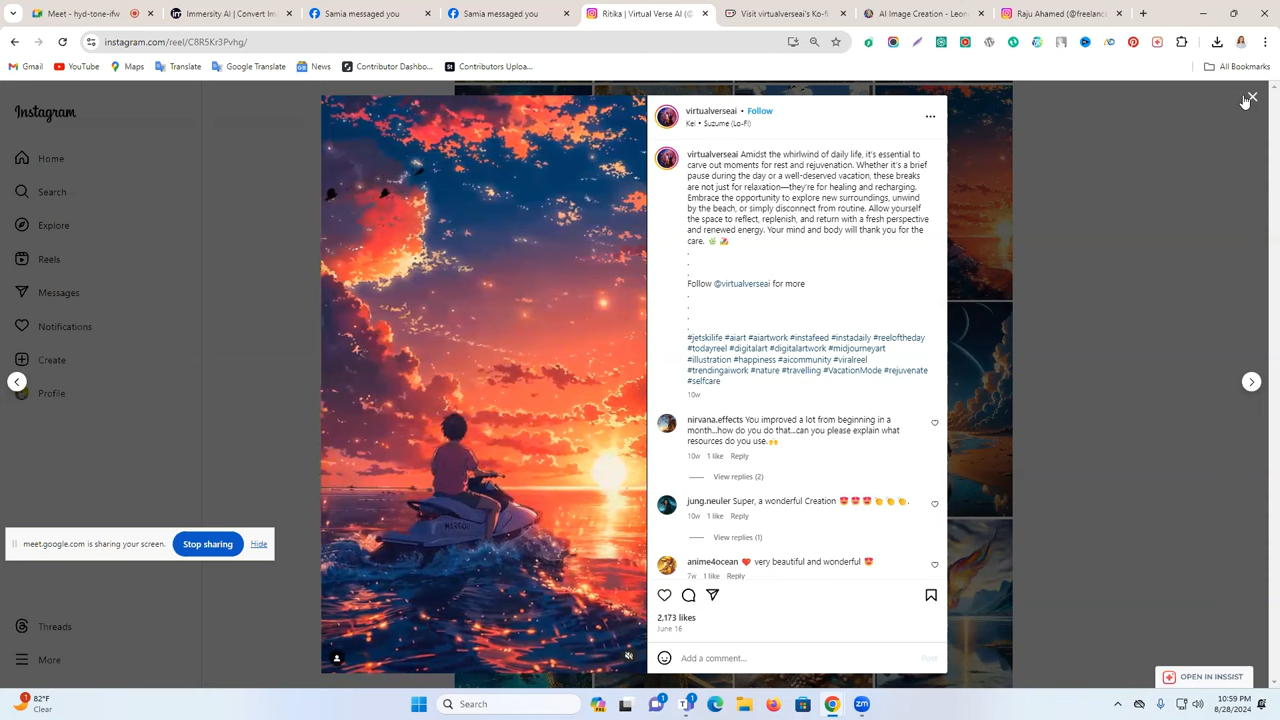 Meet - hyd-nome-i
Immersity AI | Convert Im
Samia messaged you
Samia messaged you
Ritika | Virtual Verse AI (@
Virtualverseai's Ko-f
AI Image Creation - Leon
Raju Ahamed (@freelanc
instagram.com/reel/C8R5Kr3Pvhg/
Gmail YouTube Maps Translate Google Translate News Contributor Dashbo... Contributors Uploa... All Bookmarks
Instagram
Home
Search
Explore
Reels
Messages
Notifications
Create
Profile
meet.google.com is sharing your screen. Stop sharing Hide
Threads
More
MIRROR
virtualverseai • Follow
Kei • Suzume (Lo-Fi)
virtualverseai Amidst the whirlwind of daily life, it's essential to
carve out moments for rest and rejuvenation. Whether it's a brief
pause during the day or a well-deserved vacation, these breaks
are not just for relaxation—they're for healing and recharging.
Embrace the opportunity to explore new surroundings, unwind
by the beach, or simply disconnect from routine. Allow yourself
the space to reflect, replenish, and return with a fresh perspective
and renewed energy. Your mind and body will thank you for the
care. 🌿 🏖️
.
.
.
Follow @virtualverseai for more
.
.
.
.
#jetskilife #aiart #aiartwork #instafeed #instadaily #reeloftheday
#todayreel #digitalart #digitalartwork #midjourneyart
#illustration #happiness #aicommunity #viralreel
#trendingaiwork #nature #travelling #VacationMode #rejuvenate
#selfcare
10w
nirvana.effects You improved a lot from beginning in a
month...how do you do that...can you please explain what
resources do you use.🙌
10w 1 like Reply
View replies (2)
jung.neuler Super, a wonderful Creation 🤩🤩🤩👏👏👏.
10w 1 like Reply
View replies (1)
anime4ocean ❤️ very beautiful and wonderful 🤩
7w 1 like Reply
2,173 likes
June 16
Add a comment... Post
OPEN IN INSSIST
82°F
Clear
Search
10:59 PM
8/28/2024